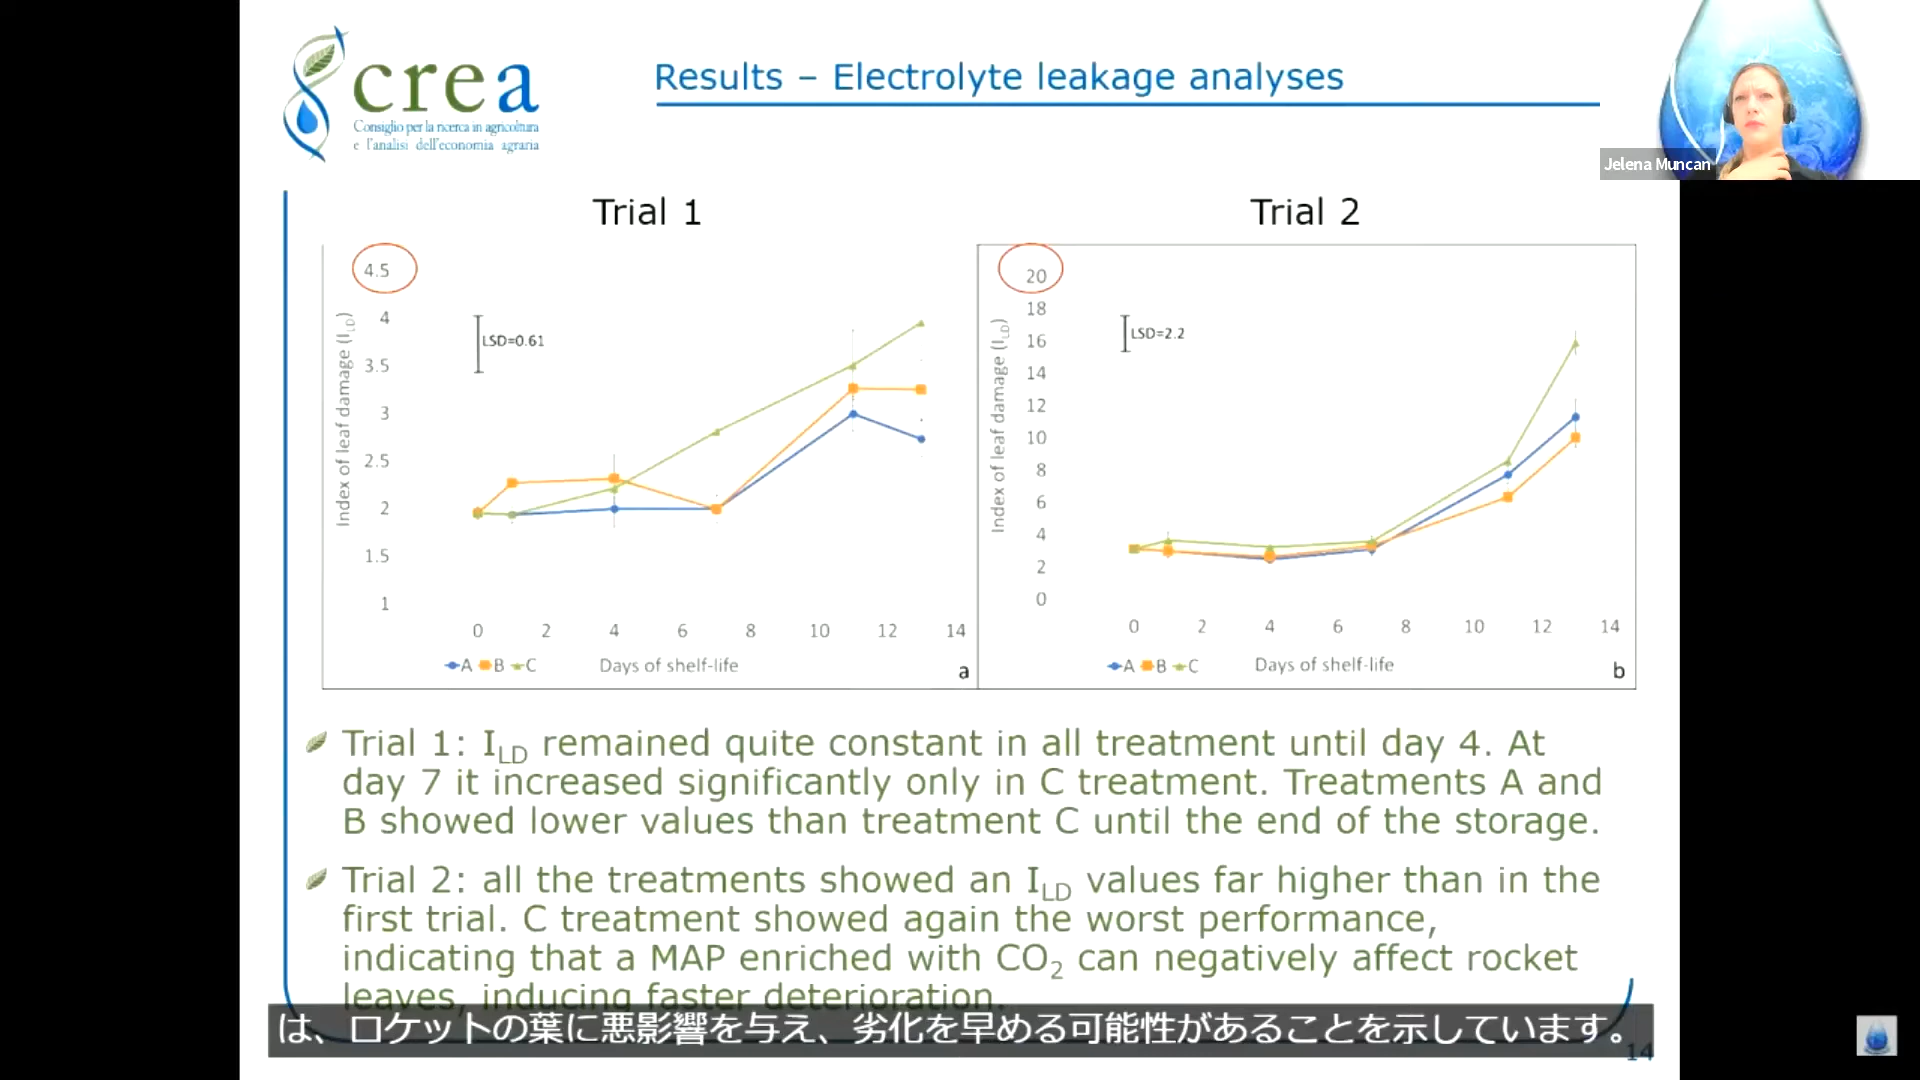 crea
Consiglio per la ricerca in agricoltura
e l'analisi dell'economia agraria
Results – Electrolyte leakage analyses
Jelena Muncan
Trial 1
Trial 2
4.5
4
3.5
3
2.5
2
1.5
1
Index of leaf damage (ILD)
LSD=0.61
0 2 4 6 8 10 12 14
A B C Days of shelf-life
a
20
18
16
14
12
10
8
6
4
2
0
Index of leaf damage (ILD)
LSD=2.2
0 2 4 6 8 10 12 14
A B C Days of shelf-life
b
Trial 1: ILD remained quite constant in all treatment until day 4. At
day 7 it increased significantly only in C treatment. Treatments A and
B showed lower values than treatment C until the end of the storage.
Trial 2: all the treatments showed an ILD values far higher than in the
first trial. C treatment showed again the worst performance,
indicating that a MAP enriched with CO2 can negatively affect rocket
leaves, inducing faster deterioration.
は、ロケットの葉に悪影響を与え、劣化を早める可能性があることを示しています。
14